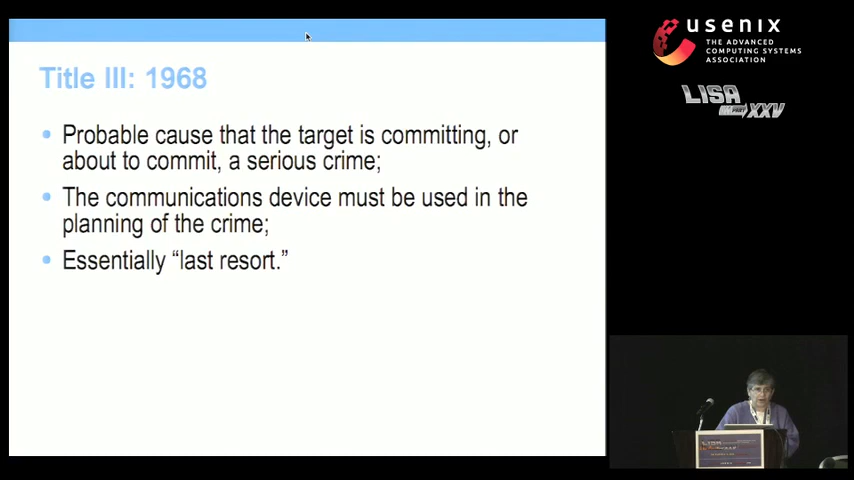 Title III: 1968
• Probable cause that the target is committing, or
about to commit, a serious crime;
• The communications device must be used in the
planning of the crime;
• Essentially “last resort.”
usenix
THE ADVANCED
COMPUTING SYSTEMS
ASSOCIATION
LISA
XXV